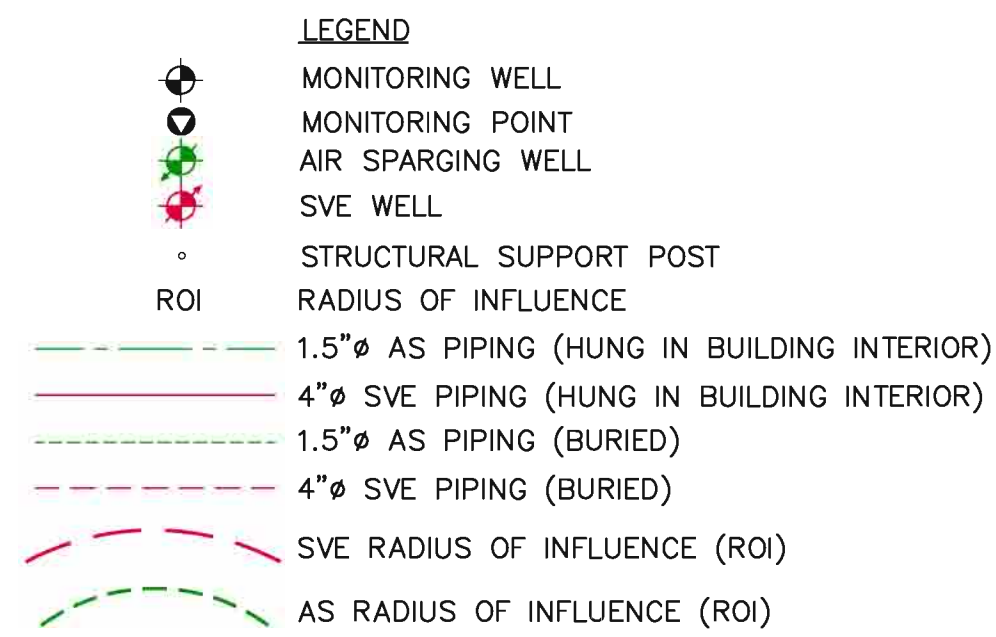 LEGEND
MONITORING WELL
MONITORING POINT
AIR SPARGING WELL
SVE WELL
STRUCTURAL SUPPORT POST
ROI RADIUS OF INFLUENCE
1.5"ø AS PIPING (HUNG IN BUILDING INTERIOR)
4"ø SVE PIPING (HUNG IN BUILDING INTERIOR)
1.5"ø AS PIPING (BURIED)
4"ø SVE PIPING (BURIED)
SVE RADIUS OF INFLUENCE (ROI)
AS RADIUS OF INFLUENCE (ROI)